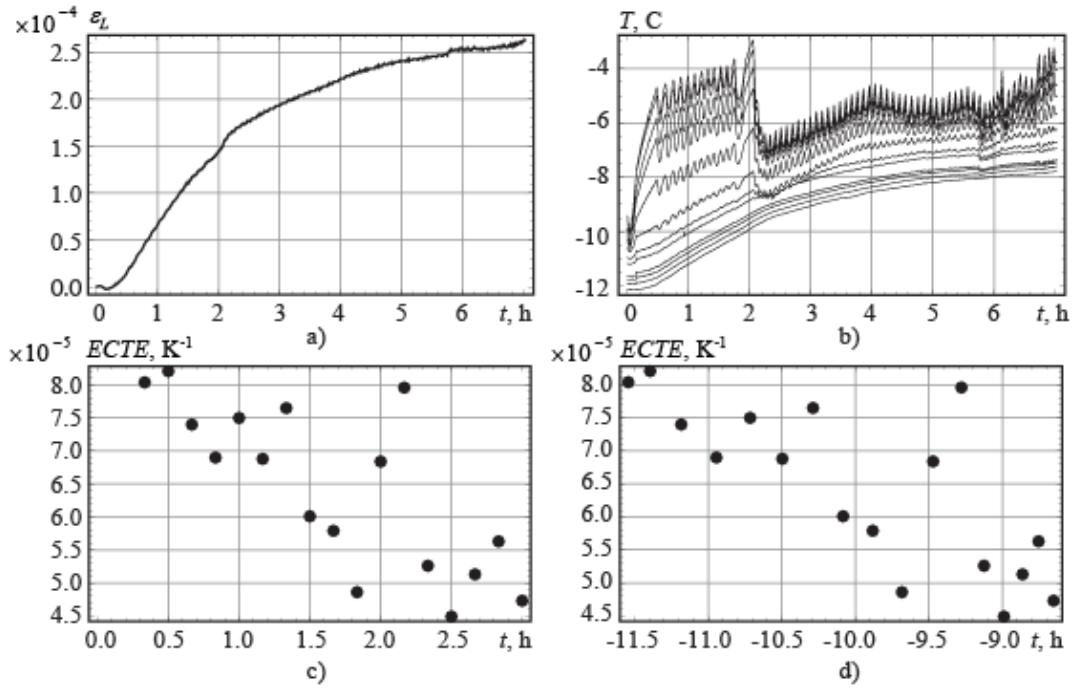 ×10⁻⁴ ε_L
2.5
2.0
1.5
1.0
0.5
0.0
0 1 2 3 4 5 6 t, h
a)
T, C
-4
-6
-8
-10
-12
0 1 2 3 4 5 6 t, h
b)
×10⁻⁵ ECTE, K⁻¹
8.0
7.5
7.0
6.5
6.0
5.5
5.0
4.5
0.0 0.5 1.0 1.5 2.0 2.5 t, h
c)
×10⁻⁵ ECTE, K⁻¹
8.0
7.5
7.0
6.5
6.0
5.5
5.0
4.5
-11.5 -11.0 -10.5 -10.0 -9.5 -9.0 t, h
d)